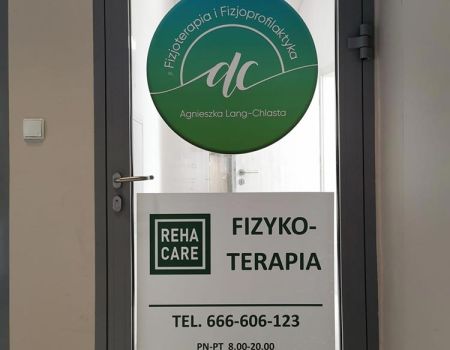 Fizjoterapia i Fizjoprofilaktyka
dc
Agnieszka Lang-Chlasta
REHA
CARE
FIZYKO-
TERAPIA
TEL. 666-606-123
PN-PT 8.00-20.00